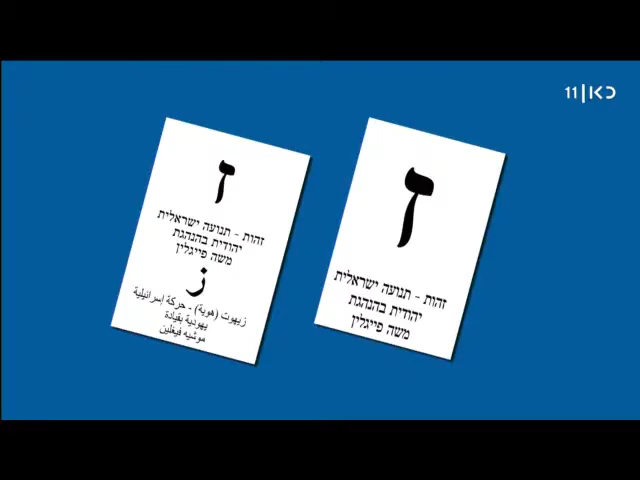 כאן 11
ז
זהות - תנועה ישראלית
יהודית בהנהגת
משה פייגלין
ז
זהות - תנועה ישראלית
יהודית בהנהגת
משה פייגלין
ز
زيهوت (هوية) - حركة إسرائيلية
يهودية بقيادة
موشيه فيغلين